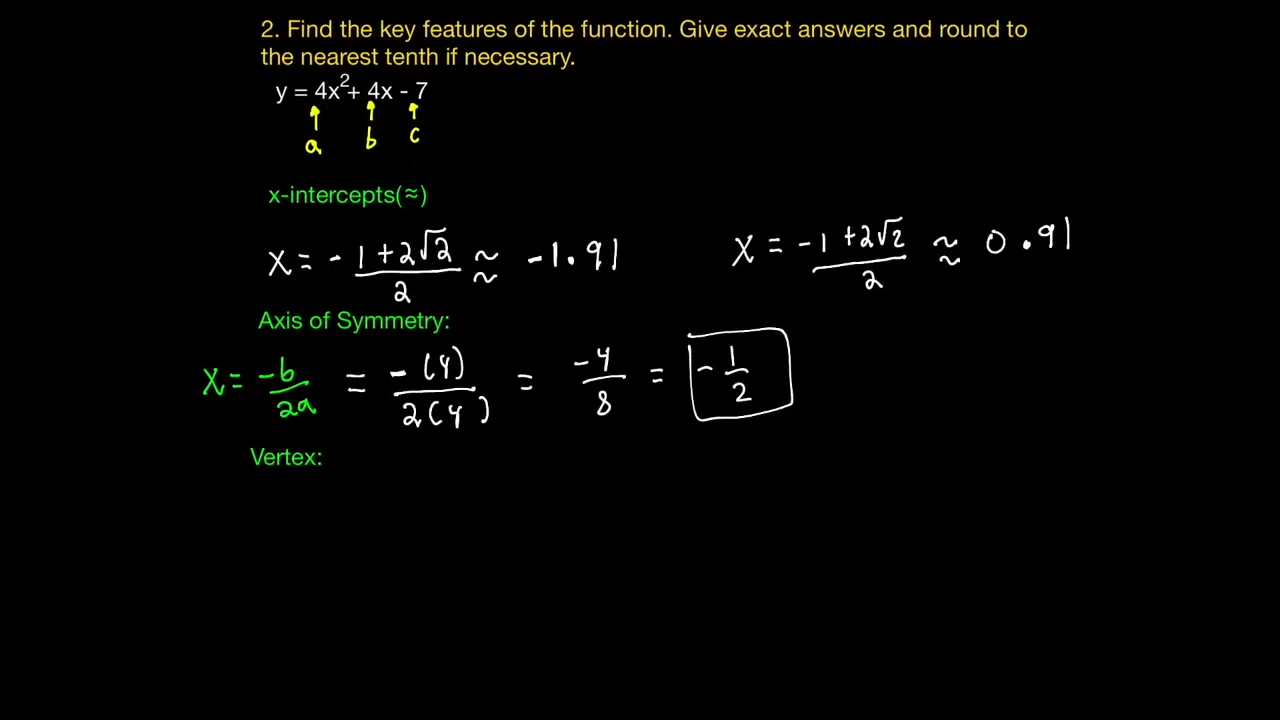 2. Find the key features of the function. Give exact answers and round to
the nearest tenth if necessary.
y = 4x²+ 4x - 7
a b c
x-intercepts(≈)
x = - 1 + 2√2 / 2 ≈ -1.91 x = -1 + 2√2 / 2 ≈ 0.91
Axis of Symmetry:
x = -b / 2a = -(4) / 2(4) = -4 / 8 = - 1 / 2
Vertex: